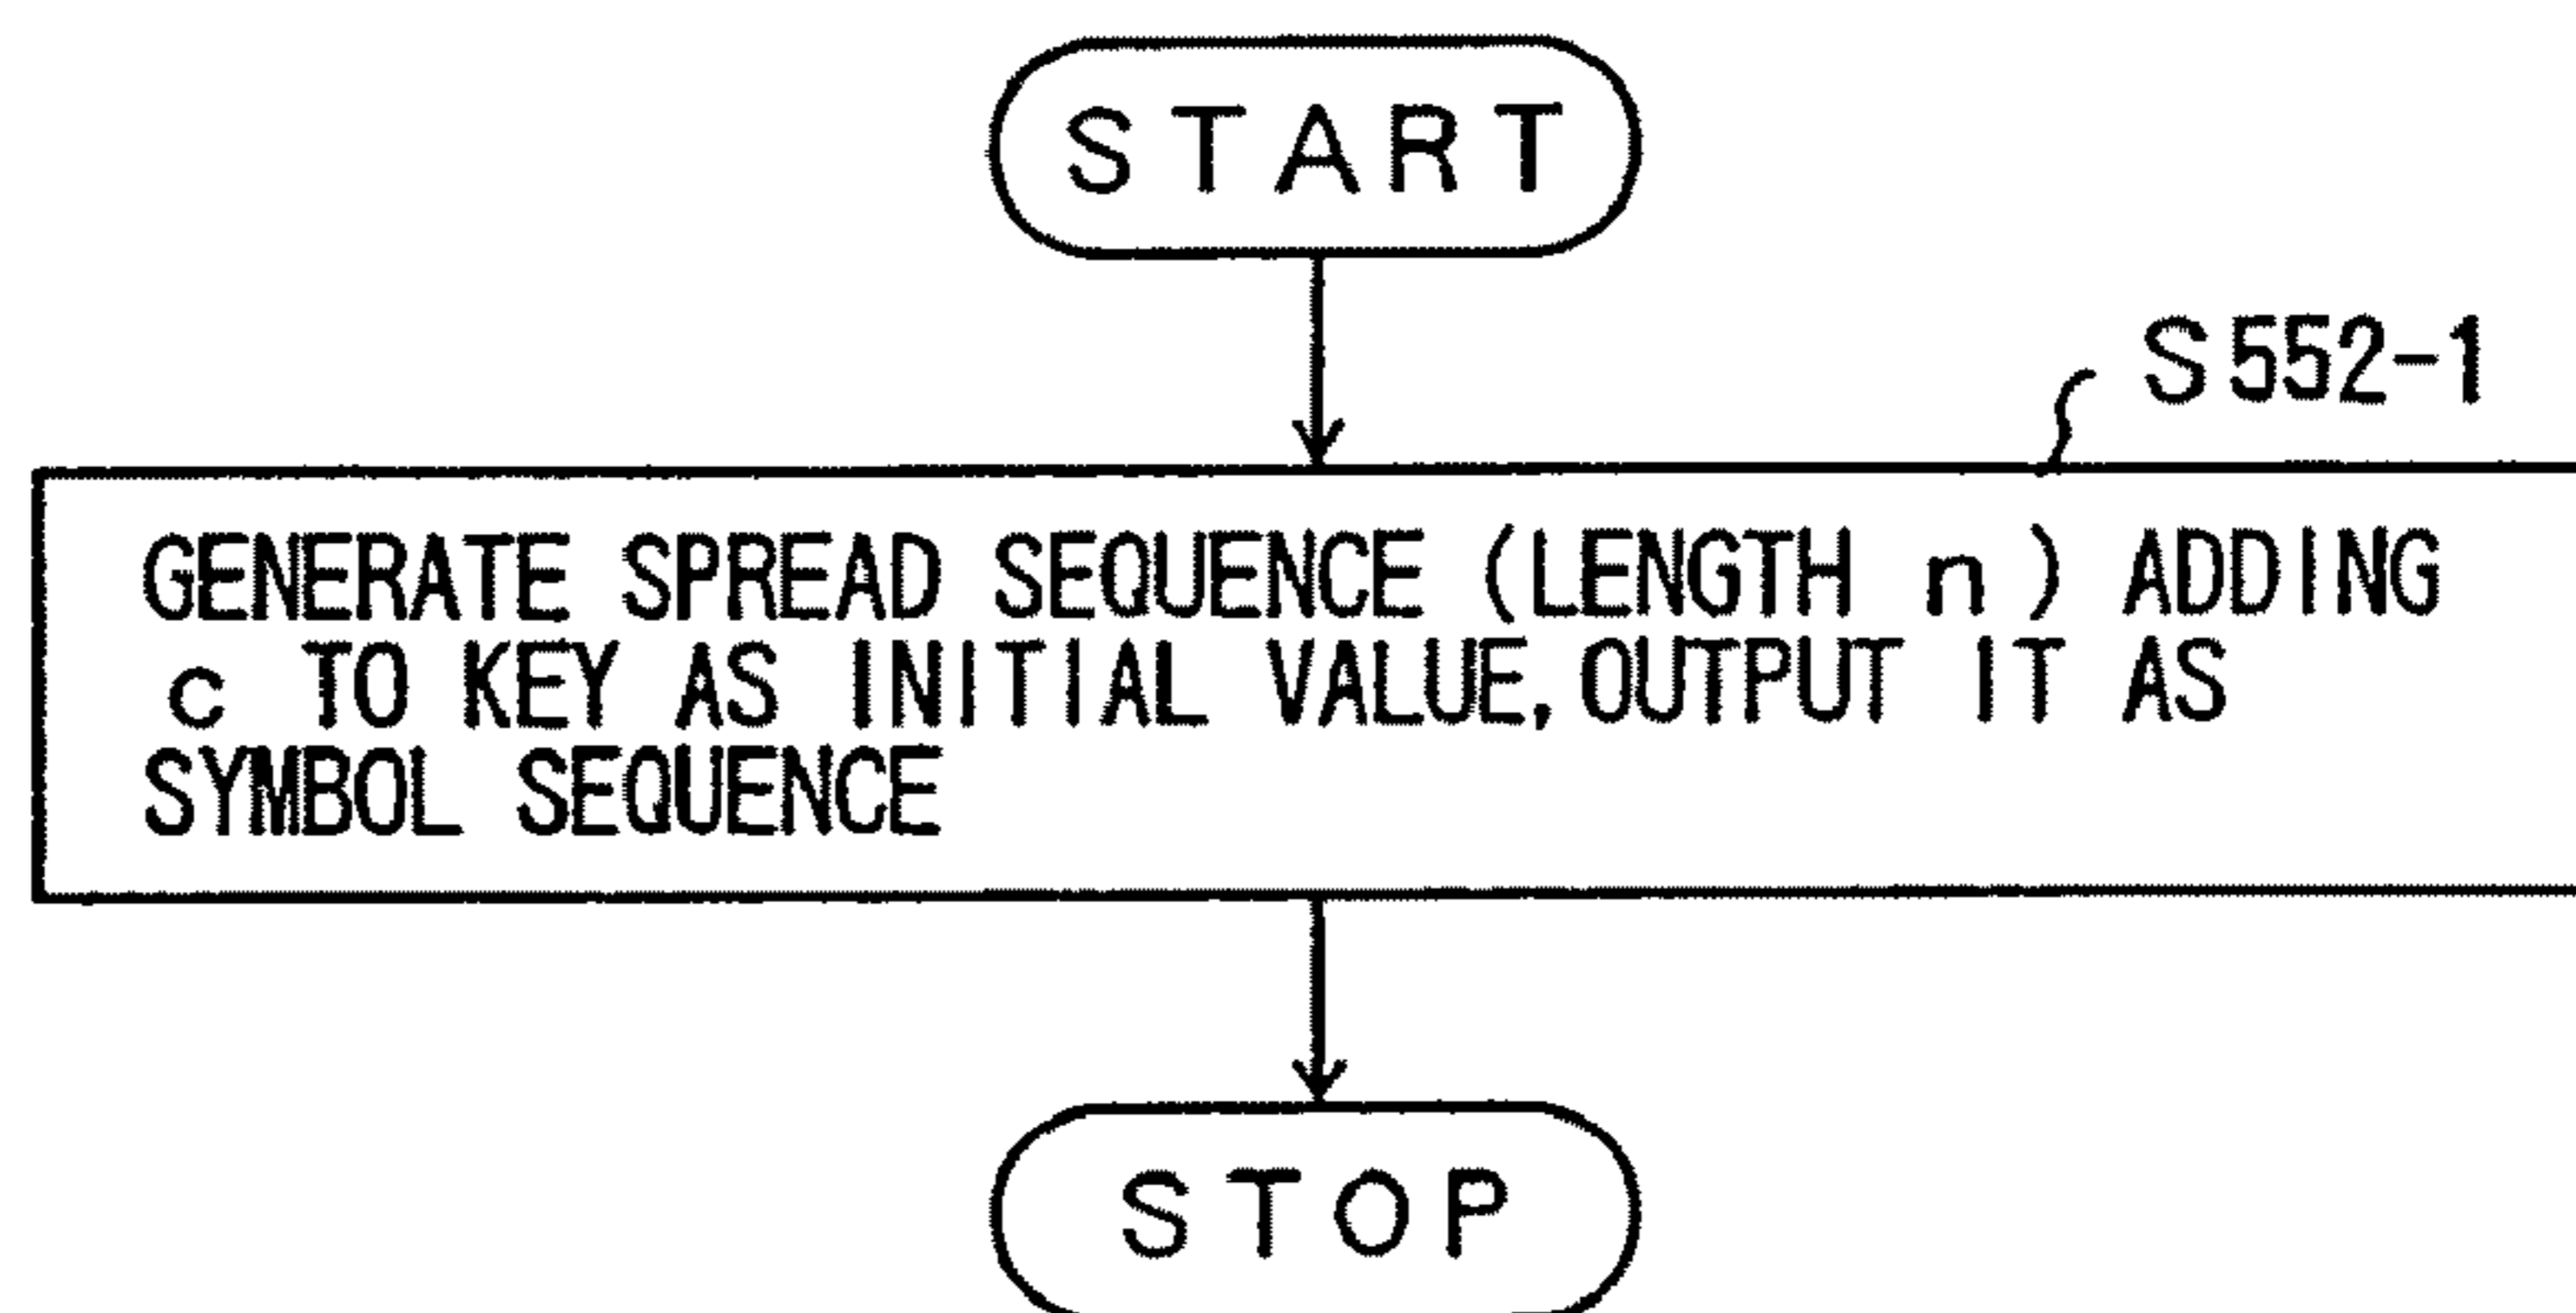 START
S552-1
GENERATE SPREAD SEQUENCE (LENGTH n) ADDING
c TO KEY AS INITIAL VALUE, OUTPUT IT AS
SYMBOL SEQUENCE
STOP